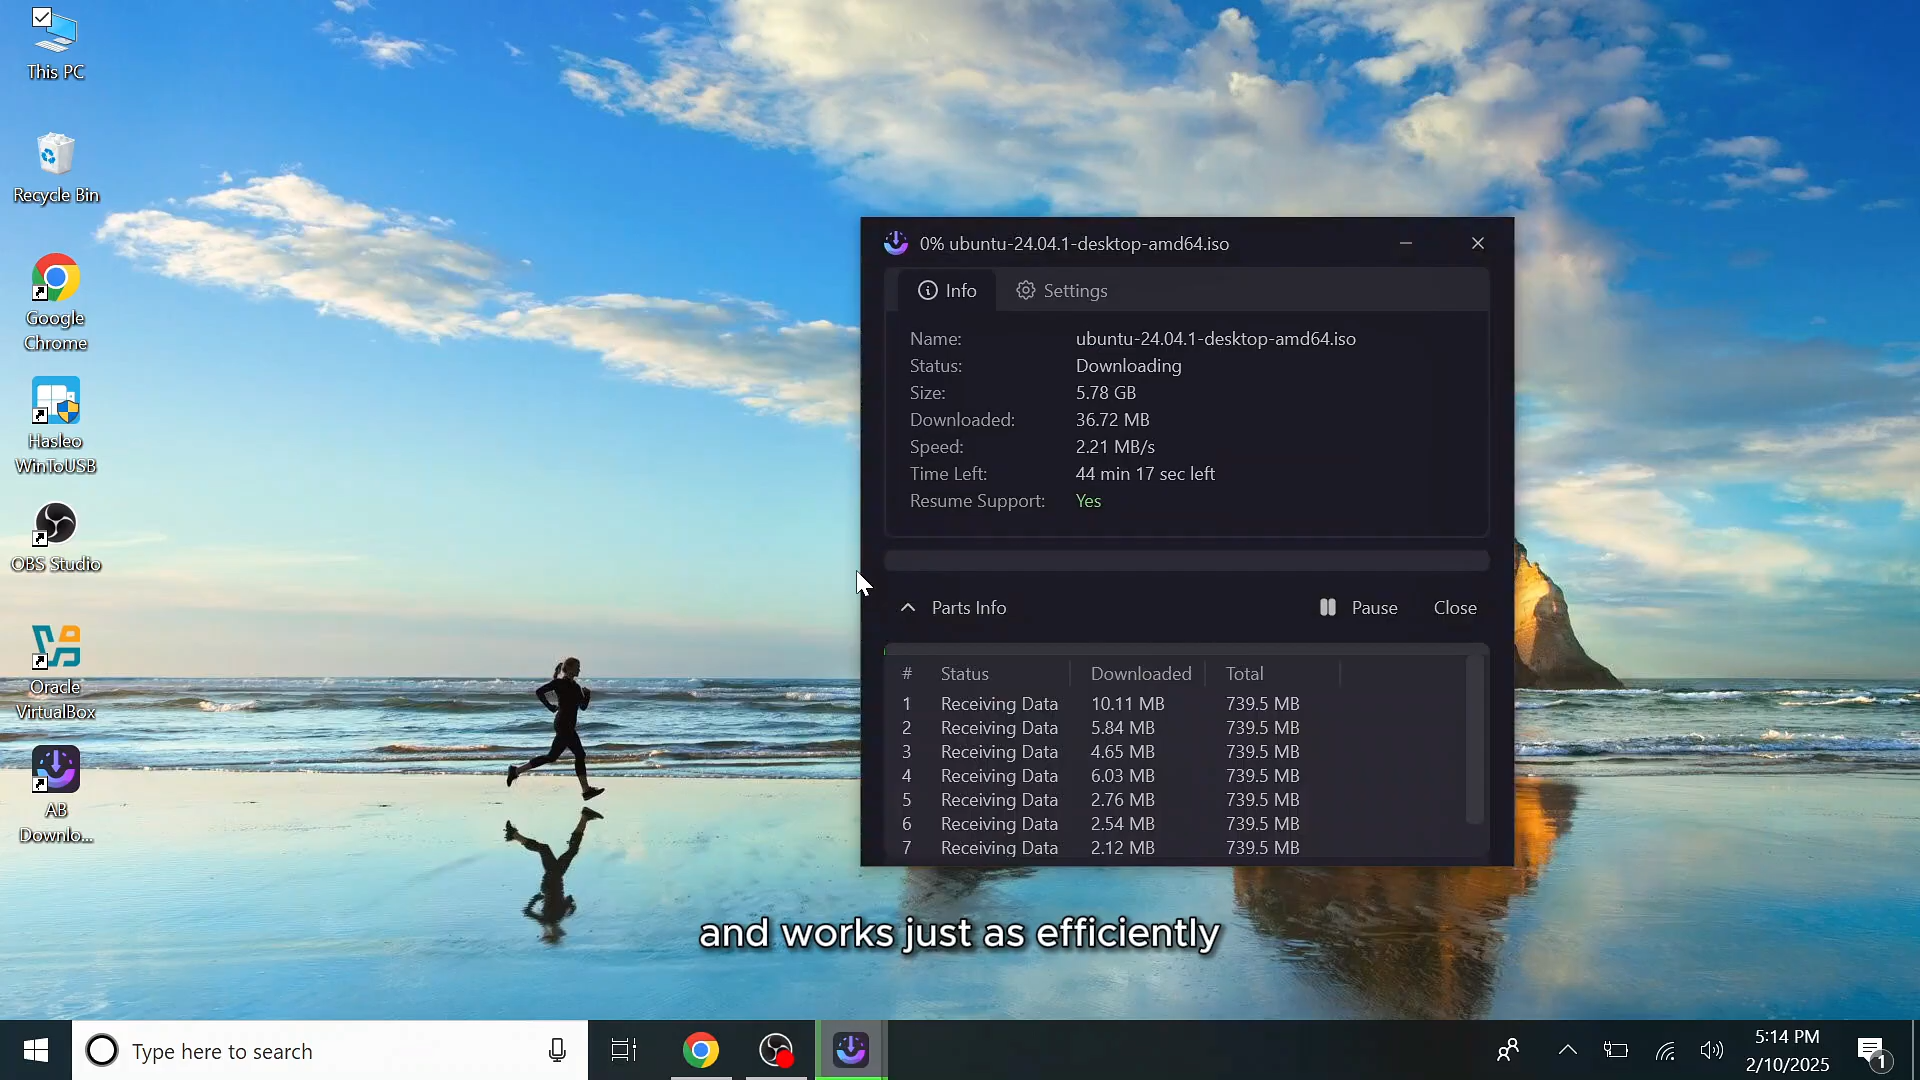 This PC
Recycle Bin
Google
Chrome
Hasleo
WinToUSB
OBS Studio
Oracle
VirtualBox
AB
Downlo...
0% ubuntu-24.04.1-desktop-amd64.iso
Info
Settings
Name: ubuntu-24.04.1-desktop-amd64.iso
Status: Downloading
Size: 5.78 GB
Downloaded: 36.72 MB
Speed: 2.21 MB/s
Time Left: 44 min 17 sec left
Resume Support: Yes
Parts Info
Pause
Close
# Status Downloaded Total
1 Receiving Data 10.11 MB 739.5 MB
2 Receiving Data 5.84 MB 739.5 MB
3 Receiving Data 4.65 MB 739.5 MB
4 Receiving Data 6.03 MB 739.5 MB
5 Receiving Data 2.76 MB 739.5 MB
6 Receiving Data 2.54 MB 739.5 MB
7 Receiving Data 2.12 MB 739.5 MB
and works just as efficiently
Type here to search
5:14 PM
2/10/2025
1